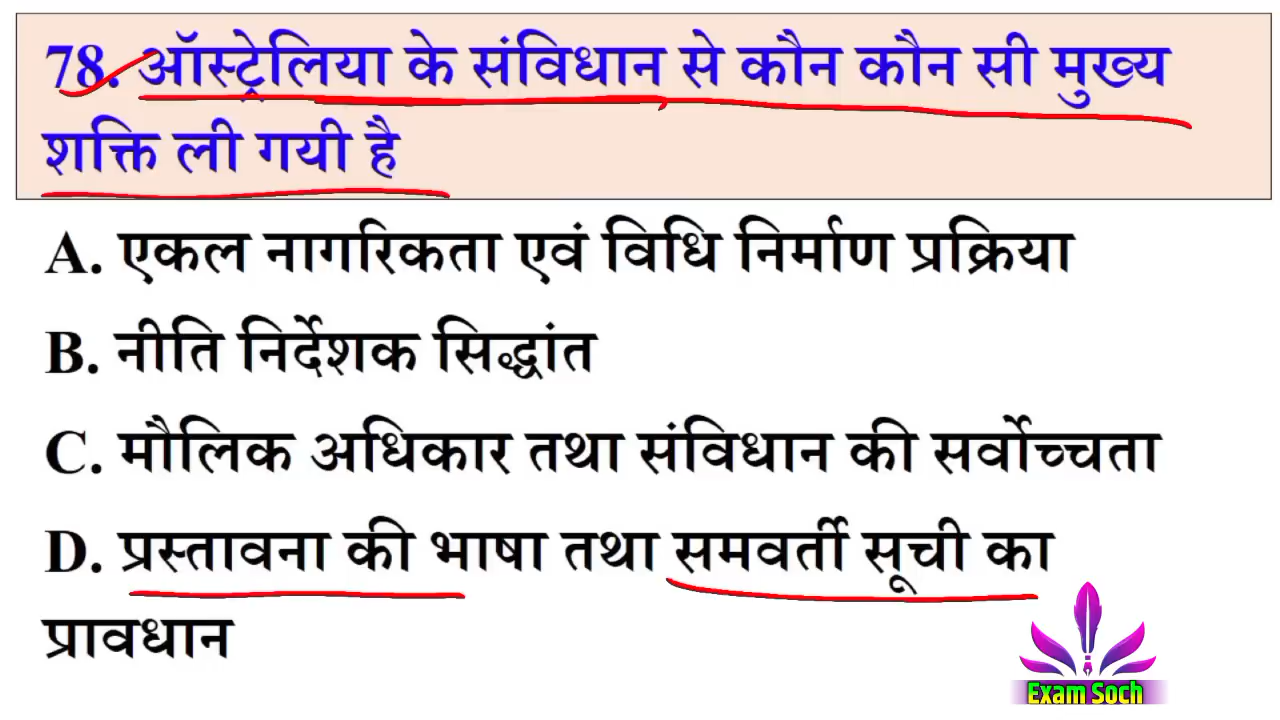 78. ऑस्ट्रेलिया के संविधान से कौन कौन सी मुख्य
शक्ति ली गयी है
A. एकल नागरिकता एवं विधि निर्माण प्रक्रिया
B. नीति निर्देशक सिद्धांत
C. मौलिक अधिकार तथा संविधान की सर्वोच्चता
D. प्रस्तावना की भाषा तथा समवर्ती सूची का
प्रावधान
Exam Soch